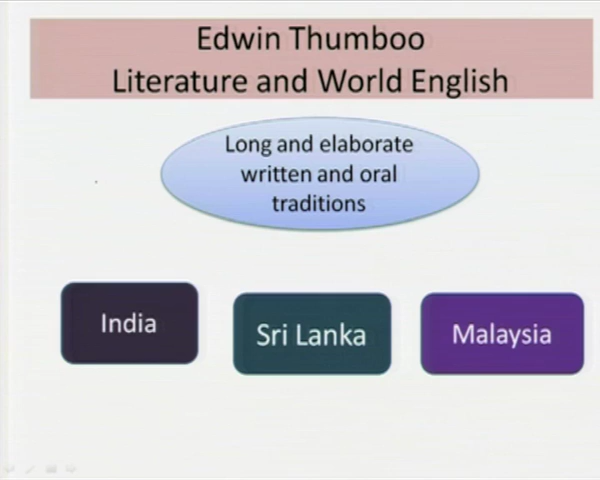 Edwin Thumboo
Literature and World English
Long and elaborate
written and oral
traditions
India
Sri Lanka
Malaysia